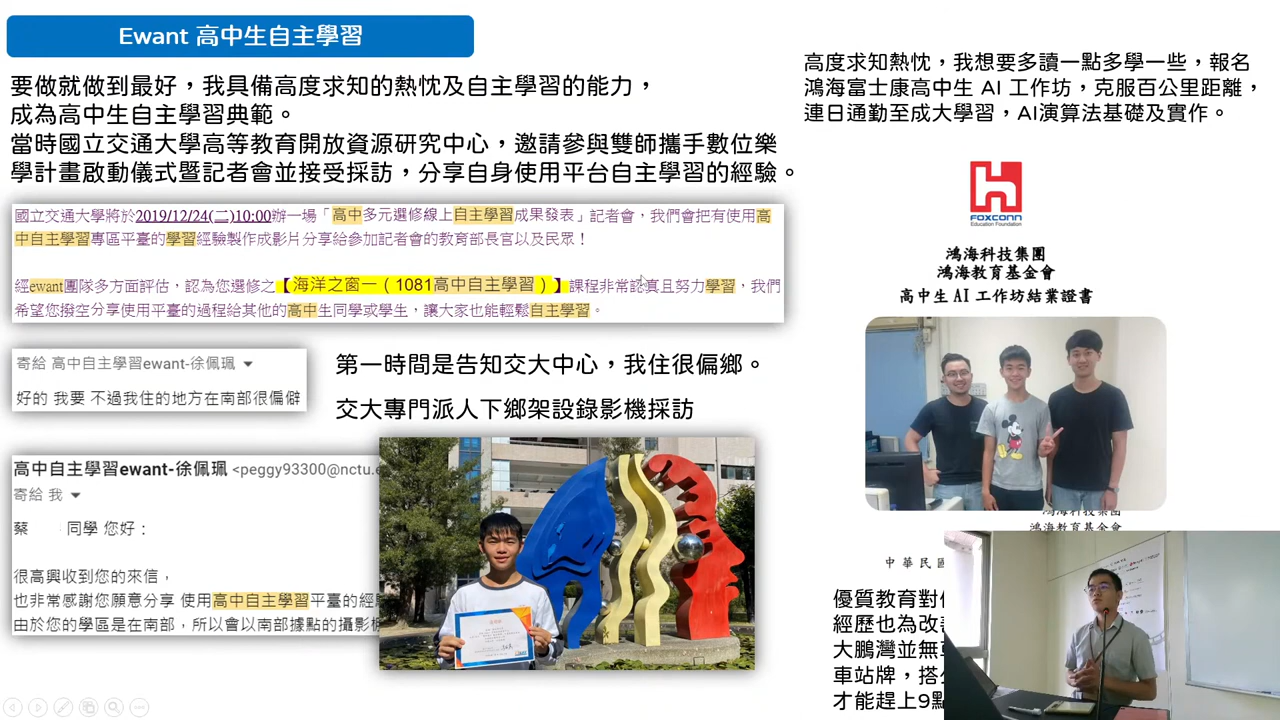 Ewant 高中生自主學習
要做就做到最好，我具備高度求知的熱忱及自主學習的能力，
成為高中生自主學習典範。
當時國立交通大學高等教育開放資源研究中心，邀請參與雙師攜手數位樂
學計畫啟動儀式暨記者會並接受採訪，分享自身使用平台自主學習的經驗。
國立交通大學將於2019/12/24(二)10:00辦一場「高中多元選修線上自主學習成果發表」記者會，我們會把有使用高
中自主學習專區平臺的學習經驗製作成影片分享給參加記者會的教育部長官以及民眾！
經ewant團隊多方面評估，認為您選修之【海洋之窗一（1081高中自主學習）】課程非常認真且努力學習，我們
希望您撥空分享使用平臺的過程給其他的高中生同學或學生，讓大家也能輕鬆自主學習。
寄給 高中自主學習ewant-徐佩珮
好的 我要 不過我住的地方在南部很偏僻
第一時間是告知交大中心，我住很偏鄉。
交大專門派人下鄉架設錄影機採訪
高中自主學習ewant-徐佩珮 <peggy93300@nctu.e
寄給 我
蔡 同學 您好：
很高興收到您的來信，
也非常感謝您願意分享 使用高中自主學習平臺的經
由於您的學區是在南部，所以會以南部據點的攝影
高度求知熱忱，我想要多讀一點多學一些，報名
鴻海富士康高中生 AI 工作坊，克服百公里距離，
連日通勤至成大學習，AI演算法基礎及實作。
FOXCONN
Education Foundation
鴻海科技集團
鴻海教育基金會
高中生 AI 工作坊結業證書
鴻海科技集團
鴻海教育基金會
中華民國
優質教育對
經歷也為改
大鵬灣並無
車站牌，搭
才能趕上9點